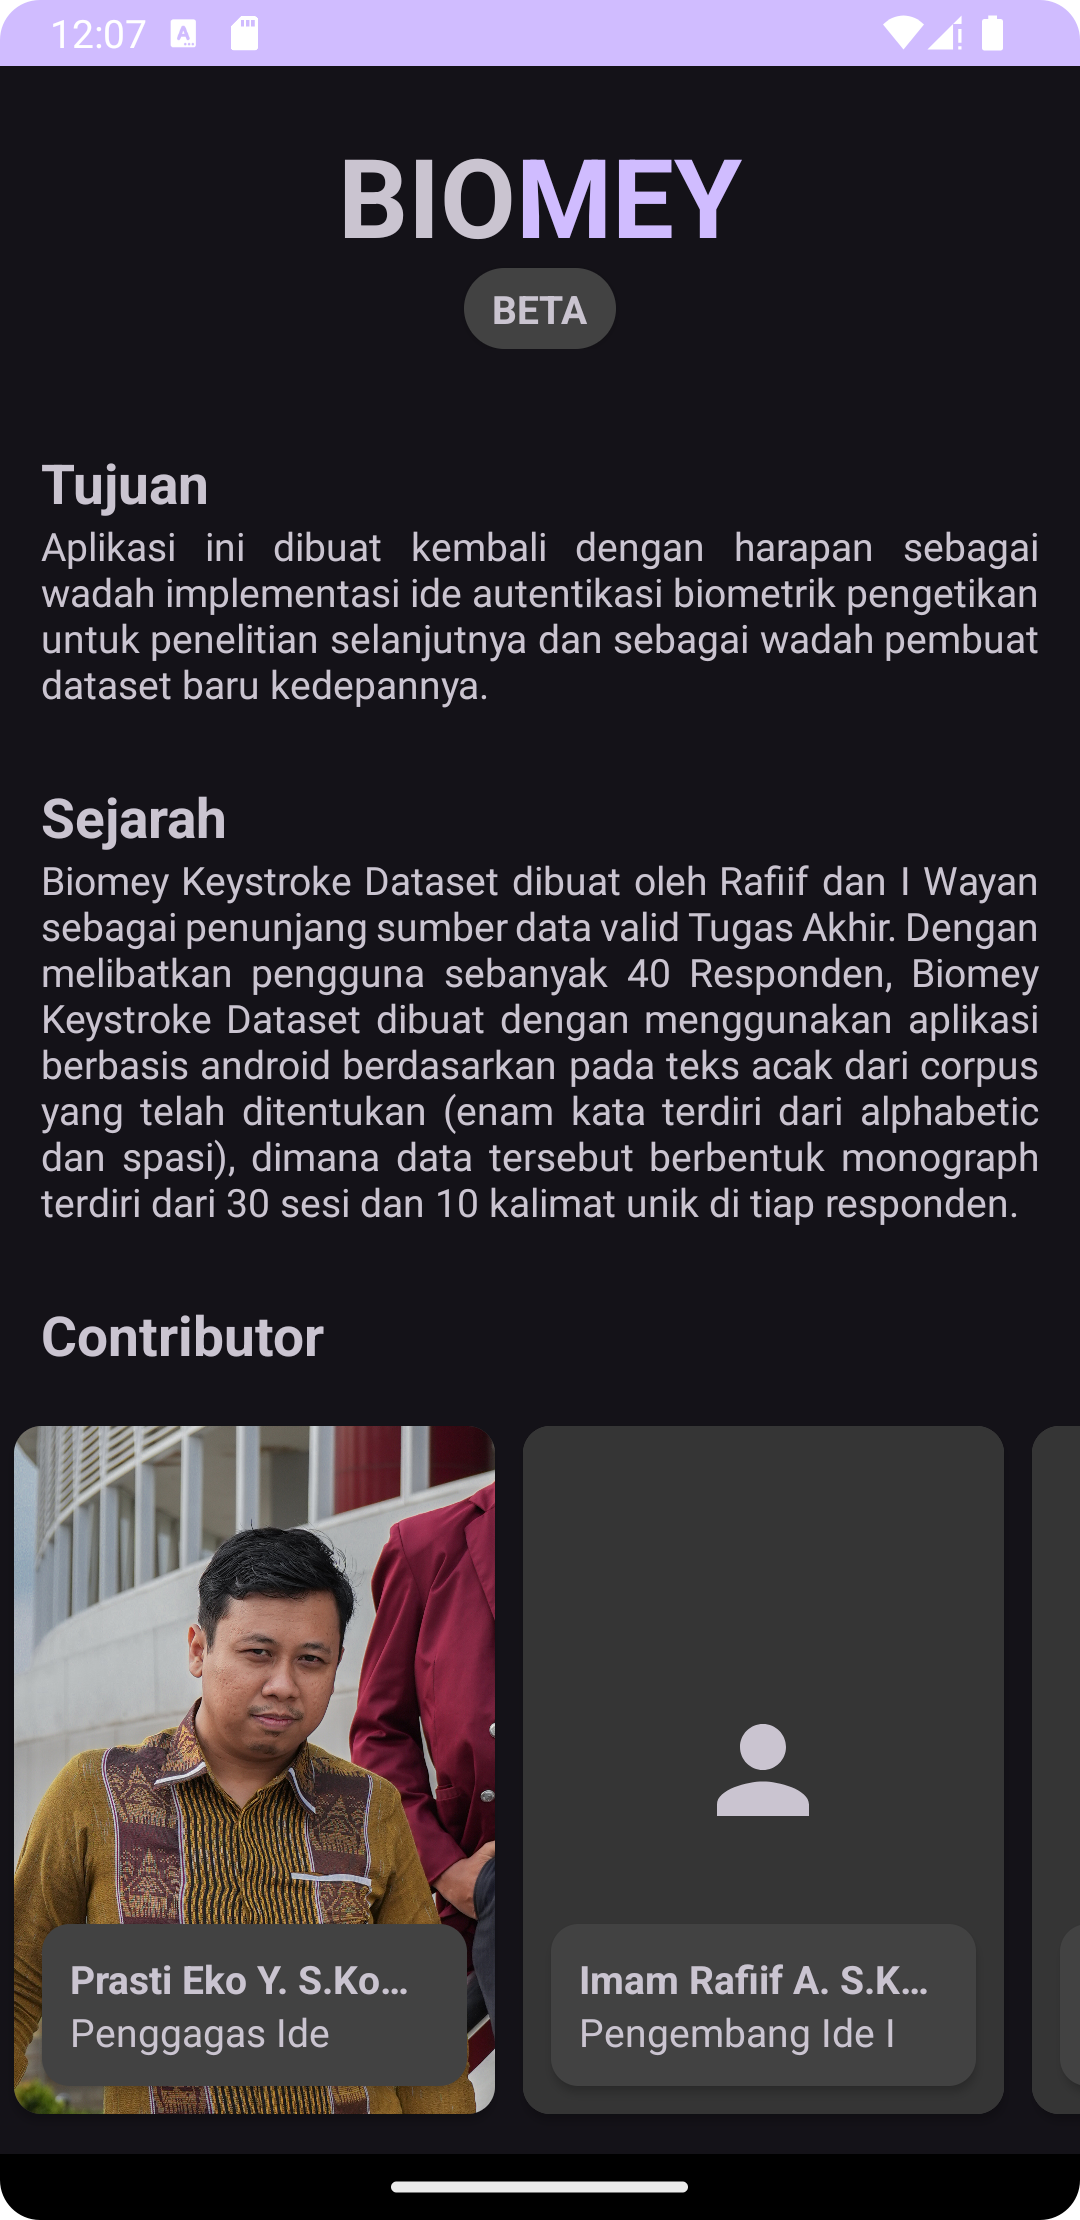 12:07
BIOMEY
BETA
Tujuan
Aplikasi ini dibuat kembali dengan harapan sebagai
wadah implementasi ide autentikasi biometrik pengetikan
untuk penelitian selanjutnya dan sebagai wadah pembuat
dataset baru kedepannya.
Sejarah
Biomey Keystroke Dataset dibuat oleh Rafiif dan I Wayan
sebagai penunjang sumber data valid Tugas Akhir. Dengan
melibatkan pengguna sebanyak 40 Responden, Biomey
Keystroke Dataset dibuat dengan menggunakan aplikasi
berbasis android berdasarkan pada teks acak dari corpus
yang telah ditentukan (enam kata terdiri dari alphabetic
dan spasi), dimana data tersebut berbentuk monograph
terdiri dari 30 sesi dan 10 kalimat unik di tiap responden.
Contributor
Prasti Eko Y. S.Ko...
Penggagas Ide
Imam Rafiif A. S.K...
Pengembang Ide I